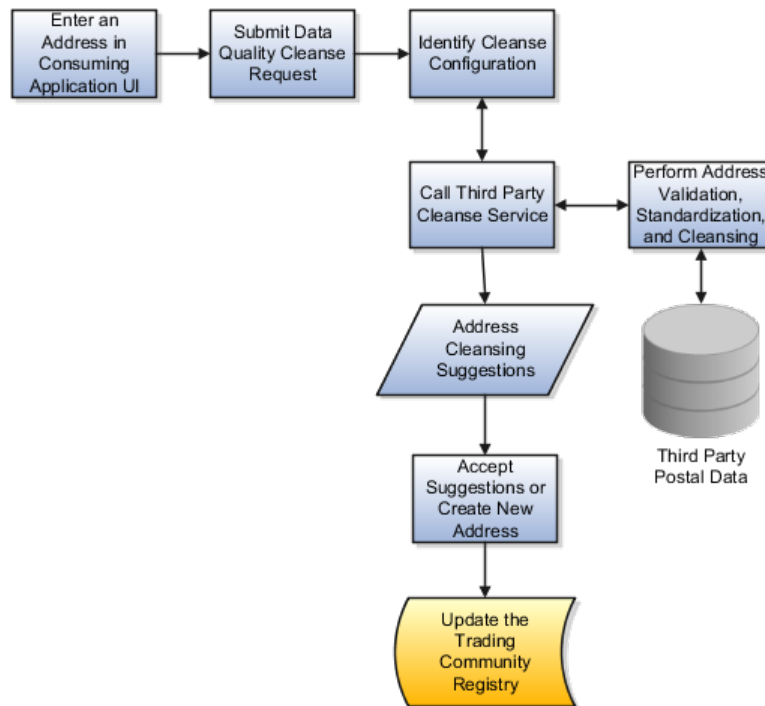 Enter an
Address in
Consuming
Application UI
Submit Data
Quality Cleanse
Request
Identify Cleanse
Configuration
Call Third Party
Cleanse Service
Perform Address
Validation,
Standardization,
and Cleansing
Address
Cleansing
Suggestions
Third Party
Postal Data
Accept
Suggestions or
Create New
Address
Update the
Trading
Community
Registry